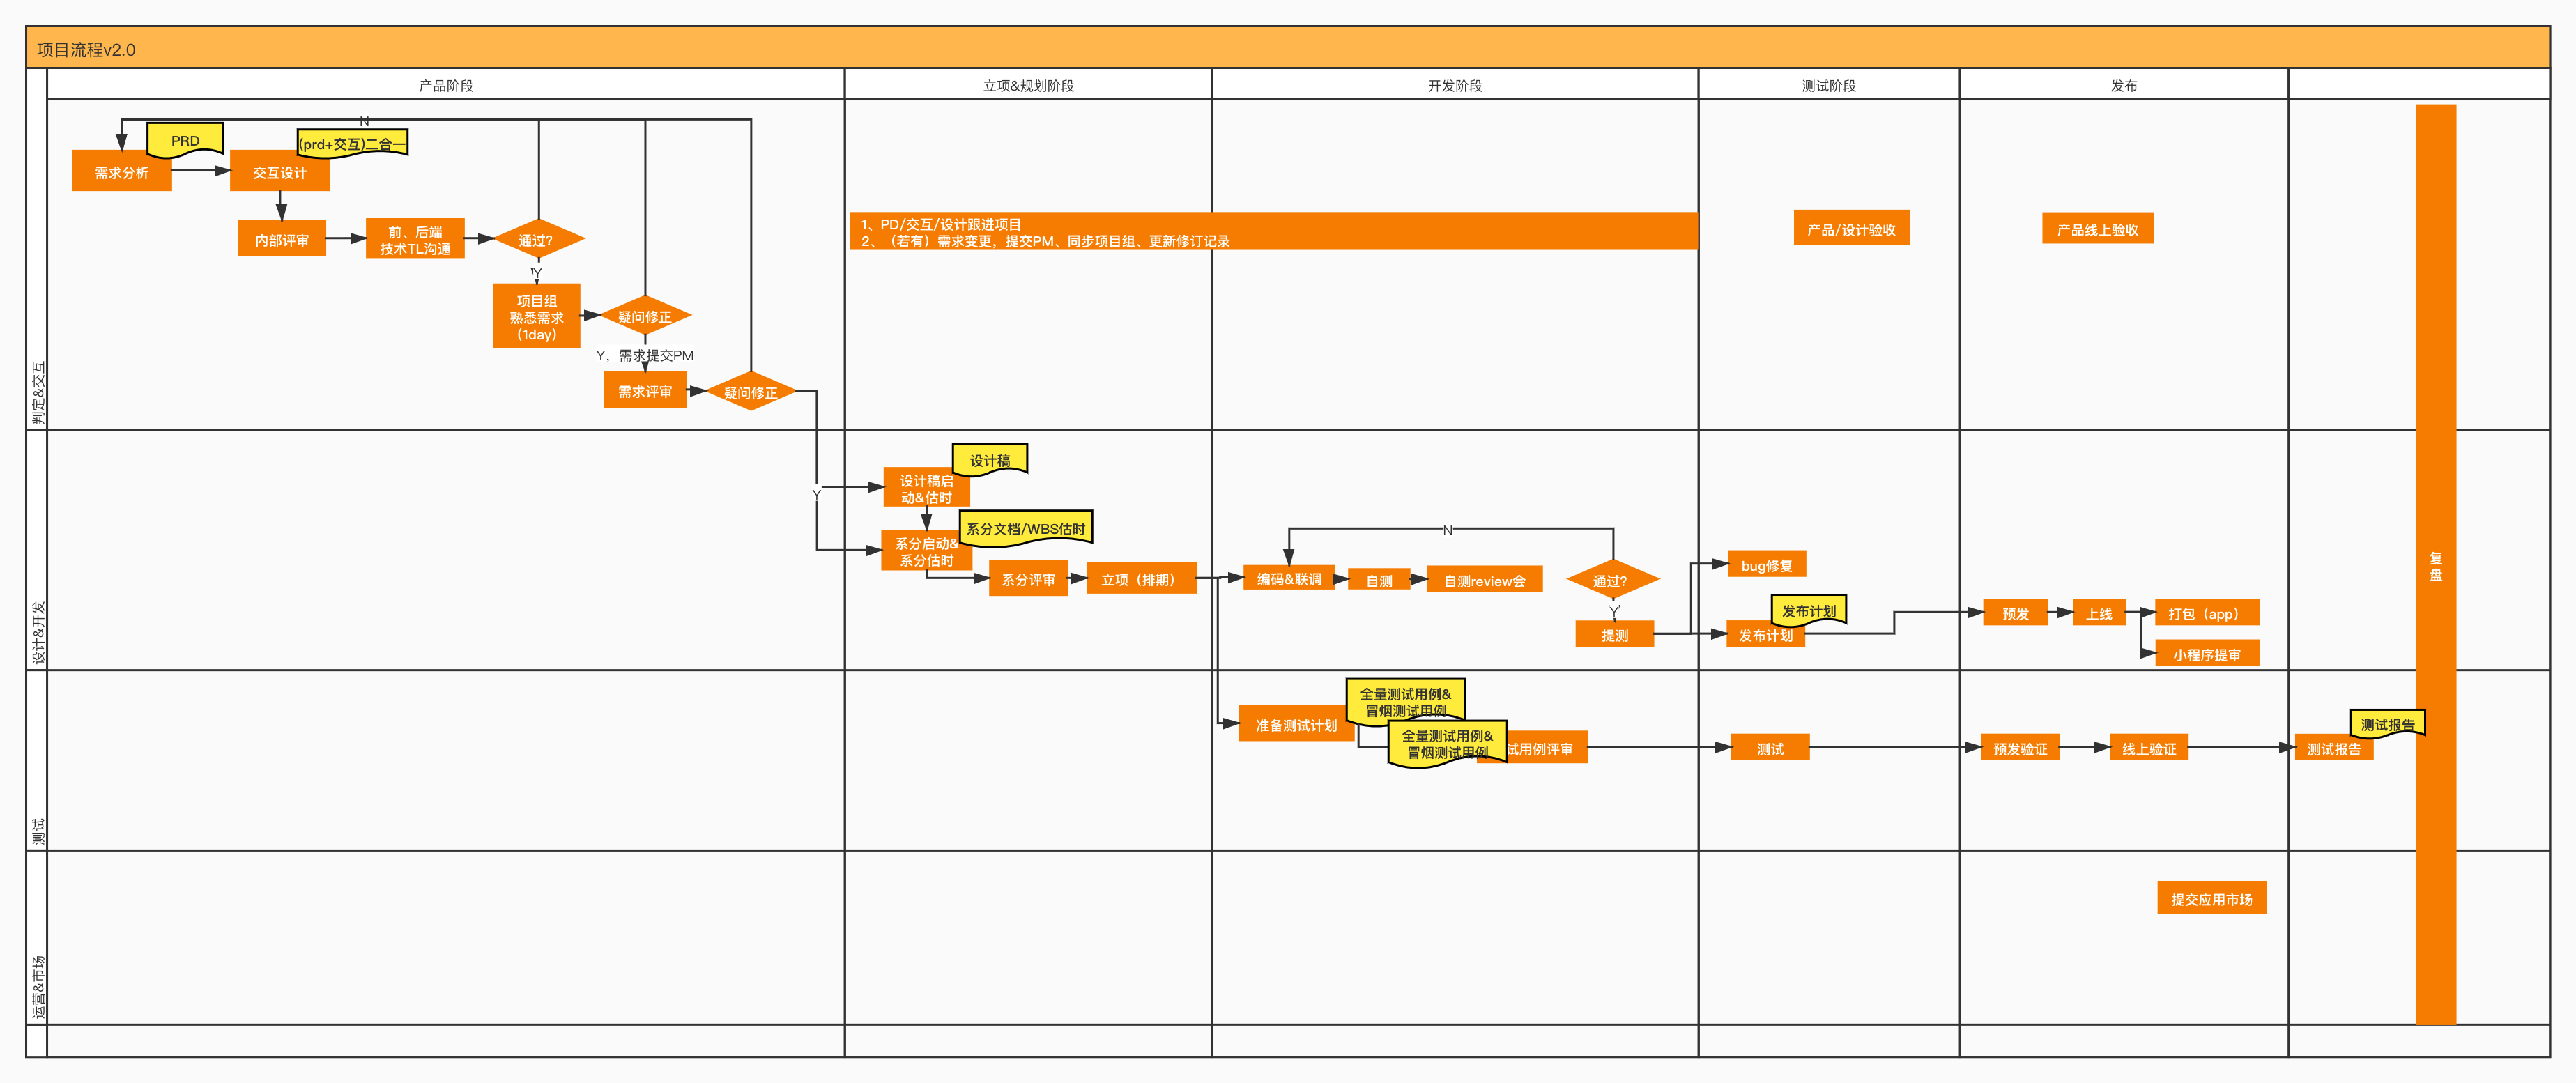 项目流程v2.0
产品阶段
立项&规划阶段
开发阶段
测试阶段
发布
判定&交互
N
PRD
(prd+交互)二合一
需求分析
交互设计
内部评审
前、后端
技术TL沟通
通过?
Y
项目组
熟悉需求
（1day）
疑问修正
Y，需求提交PM
需求评审
疑问修正
1、PD/交互/设计跟进项目
2、（若有）需求变更，提交PM、同步项目组、更新修订记录
产品/设计验收
产品线上验收
设计&开发
Y
设计稿
设计稿启
动&估时
系分文档/WBS估时
系分启动&
系分估时
系分评审
立项（排期）
N
编码&联调
自测
自测review会
通过?
Y
提测
bug修复
发布计划
发布计划
预发
上线
打包（app）
小程序提审
复
盘
测试
准备测试计划
全量测试用例&
冒烟测试用例
全量测试用例&
冒烟测试用例
试用例评审
测试
预发验证
线上验证
测试报告
测试报告
运营&市场
提交应用市场